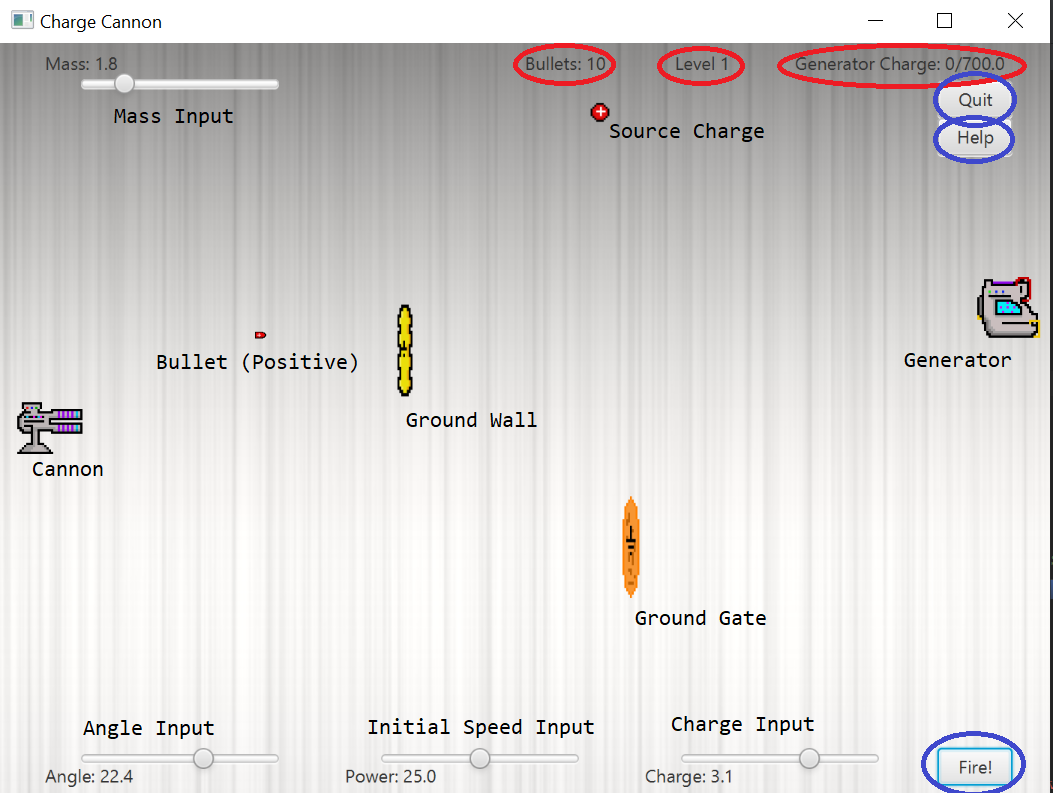 Charge Cannon
Mass: 1.8
Bullets: 10
Level 1
Generator Charge: 0/700.0
Quit
Mass Input
Source Charge
Help
Bullet (Positive)
Generator
Ground Wall
Cannon
Ground Gate
Angle Input
Initial Speed Input
Charge Input
Angle: 22.4
Power: 25.0
Charge: 3.1
Fire!